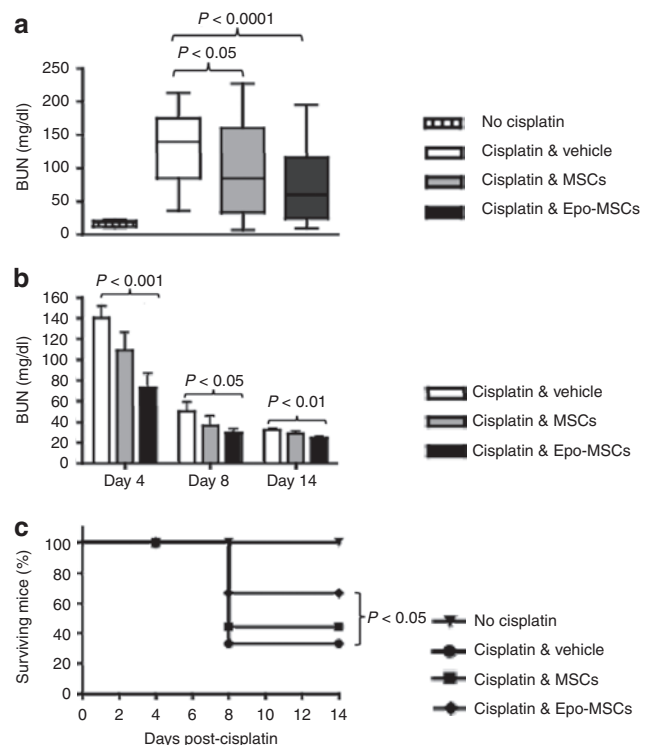 a
P < 0.0001
P < 0.05
BUN (mg/dl)
250
200
150
100
50
0
No cisplatin
Cisplatin & vehicle
Cisplatin & MSCs
Cisplatin & Epo-MSCs
b
P < 0.001
P < 0.05
P < 0.01
BUN (mg/dl)
160
140
120
100
80
60
40
20
0
Day 4
Day 8
Day 14
Cisplatin & vehicle
Cisplatin & MSCs
Cisplatin & Epo-MSCs
c
Surviving mice (%)
100
80
60
40
20
0
0 2 4 6 8 10 12 14
Days post-cisplatin
P < 0.05
No cisplatin
Cisplatin & vehicle
Cisplatin & MSCs
Cisplatin & Epo-MSCs